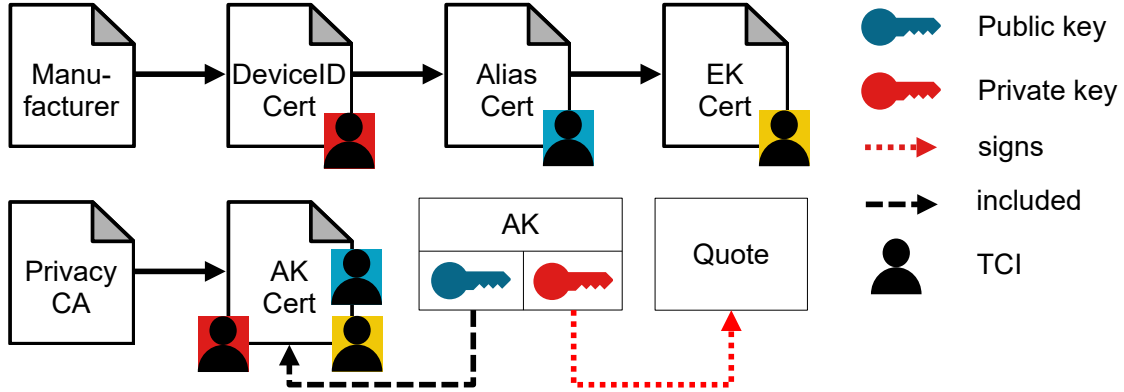 Manu-
facturer
DeviceID
Cert
Alias
Cert
EK
Cert
Public key
Private key
signs
included
TCI
Privacy
CA
AK
Cert
AK
Quote